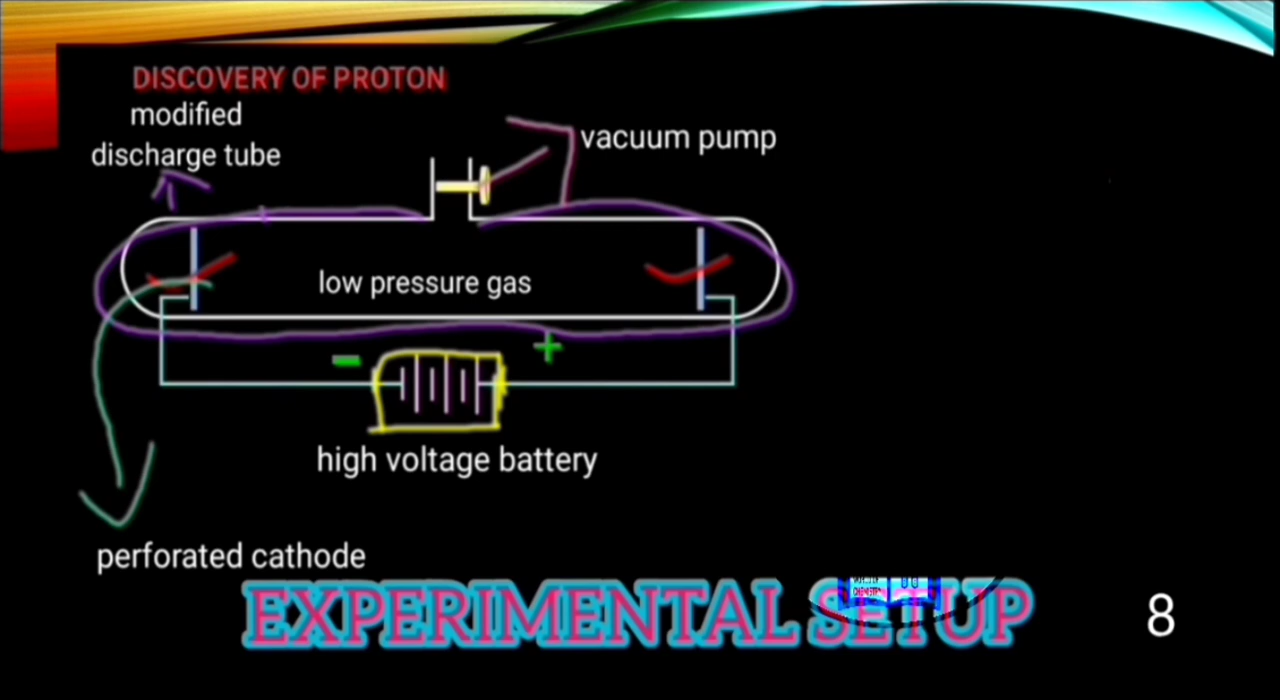 DISCOVERY OF PROTON
modified
discharge tube
vacuum pump
low pressure gas
- +
high voltage battery
perforated cathode
EXPERIMENTAL SETUP
CHEMISTRY
8